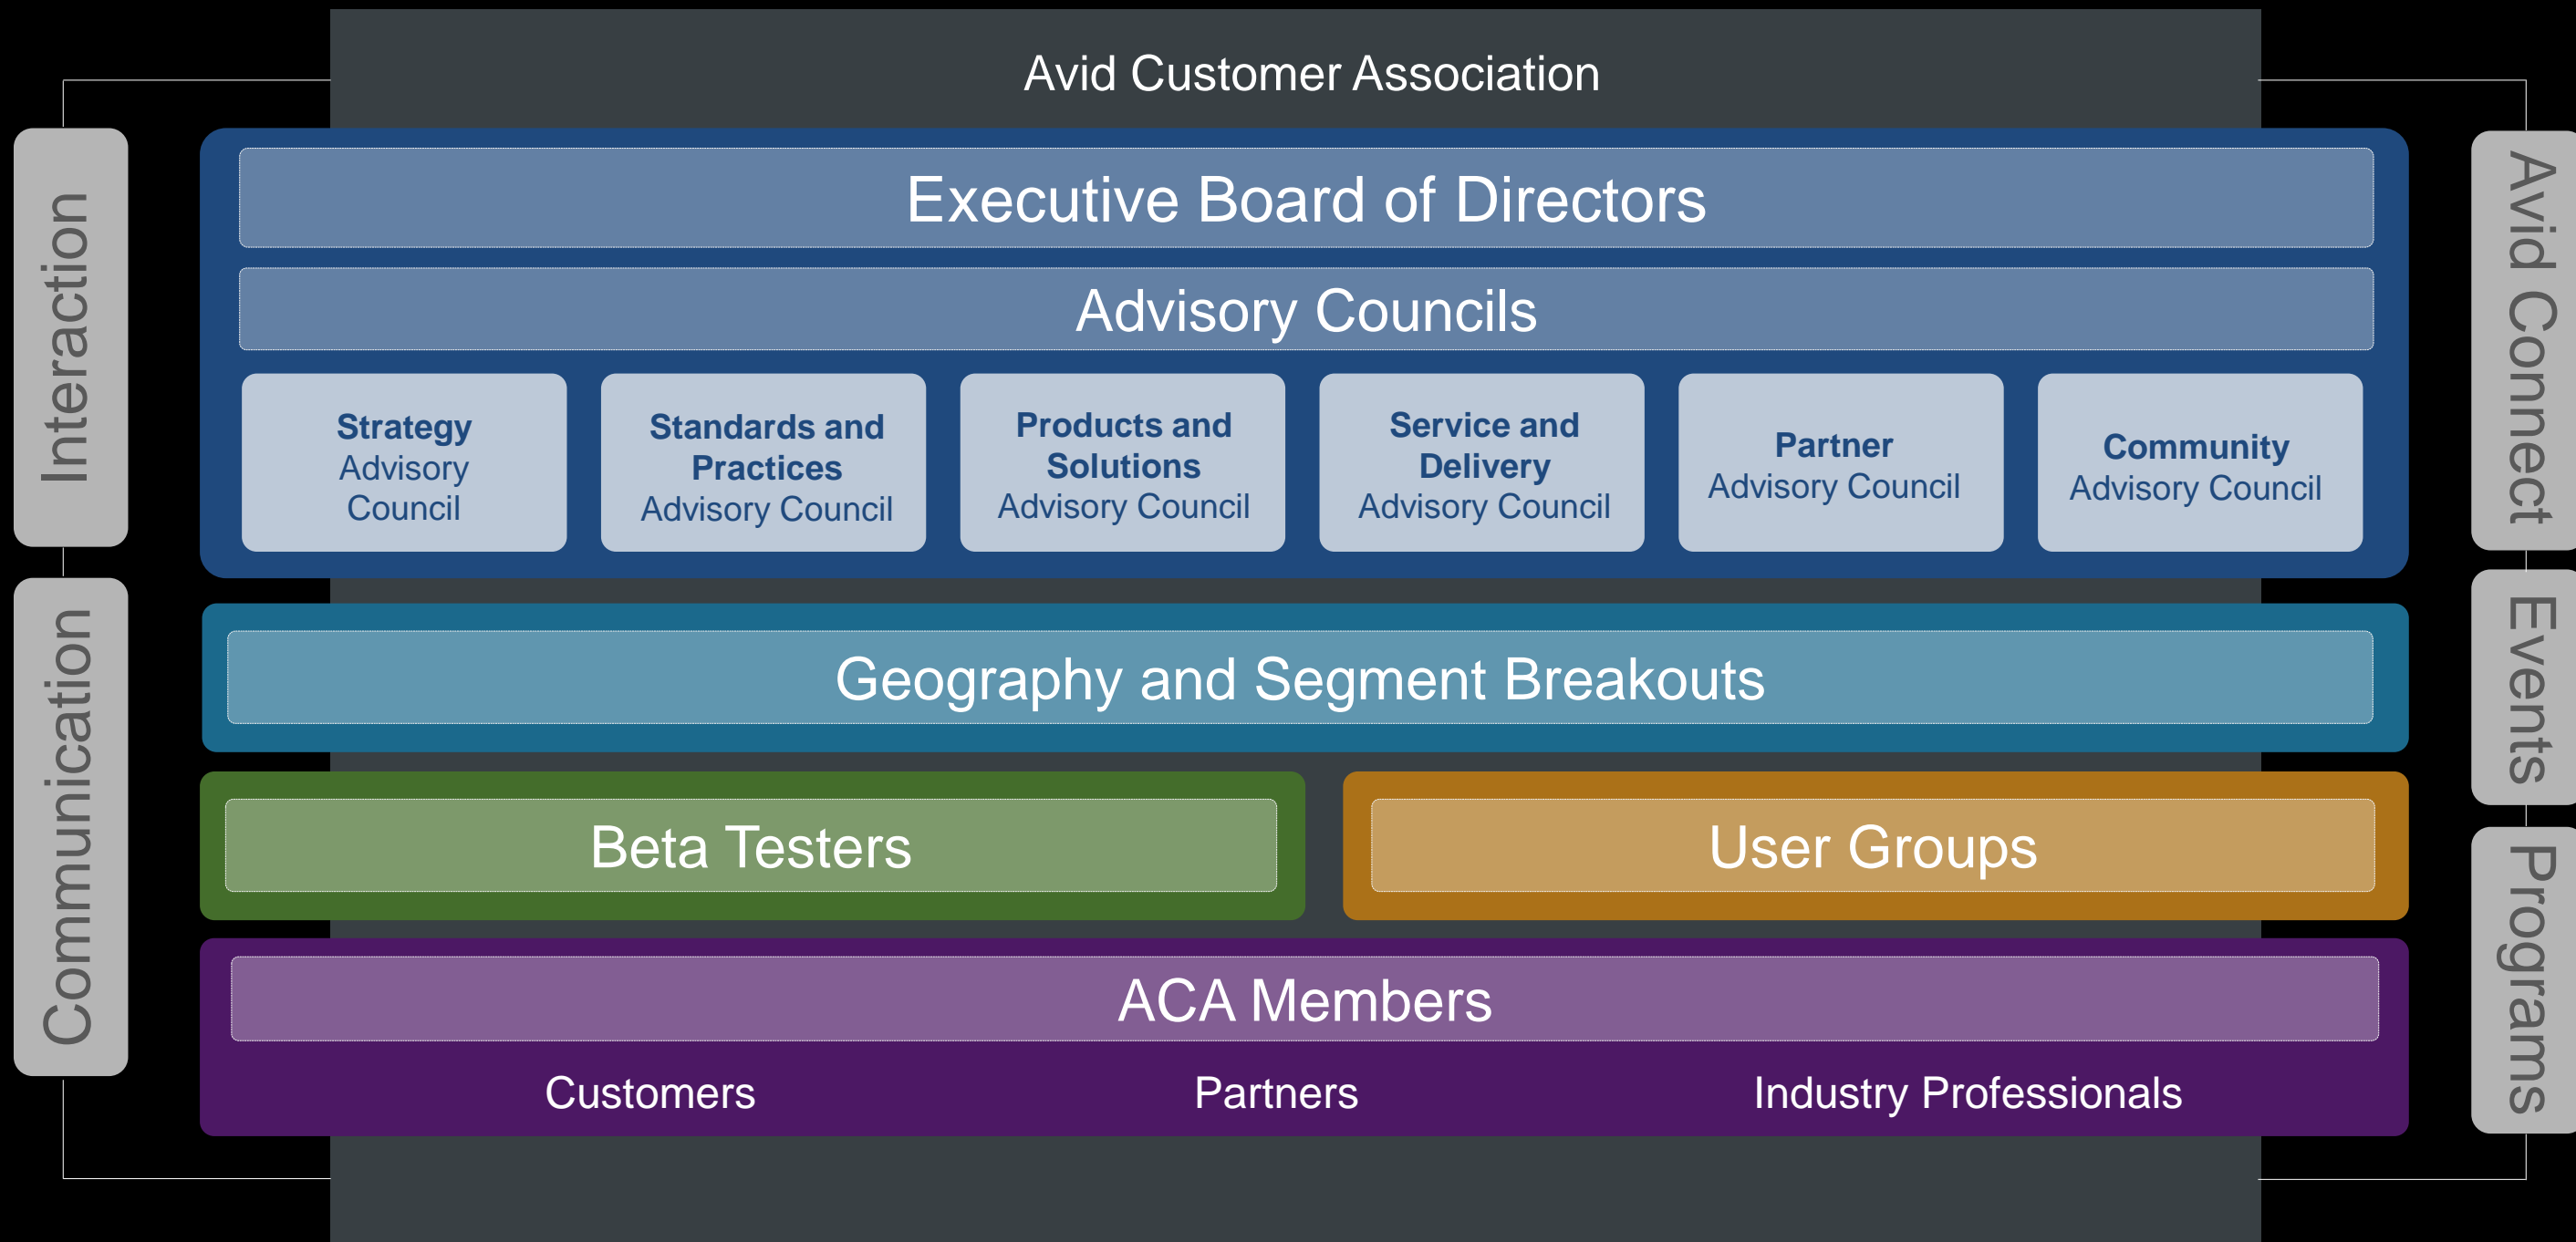 Avid Customer Association
Interaction
Communication
Executive Board of Directors
Advisory Councils
Strategy
Advisory
Council
Standards and
Practices
Advisory Council
Products and
Solutions
Advisory Council
Service and
Delivery
Advisory Council
Partner
Advisory Council
Community
Advisory Council
Geography and Segment Breakouts
Beta Testers
User Groups
ACA Members
Customers
Partners
Industry Professionals
Avid Connect
Events
Programs